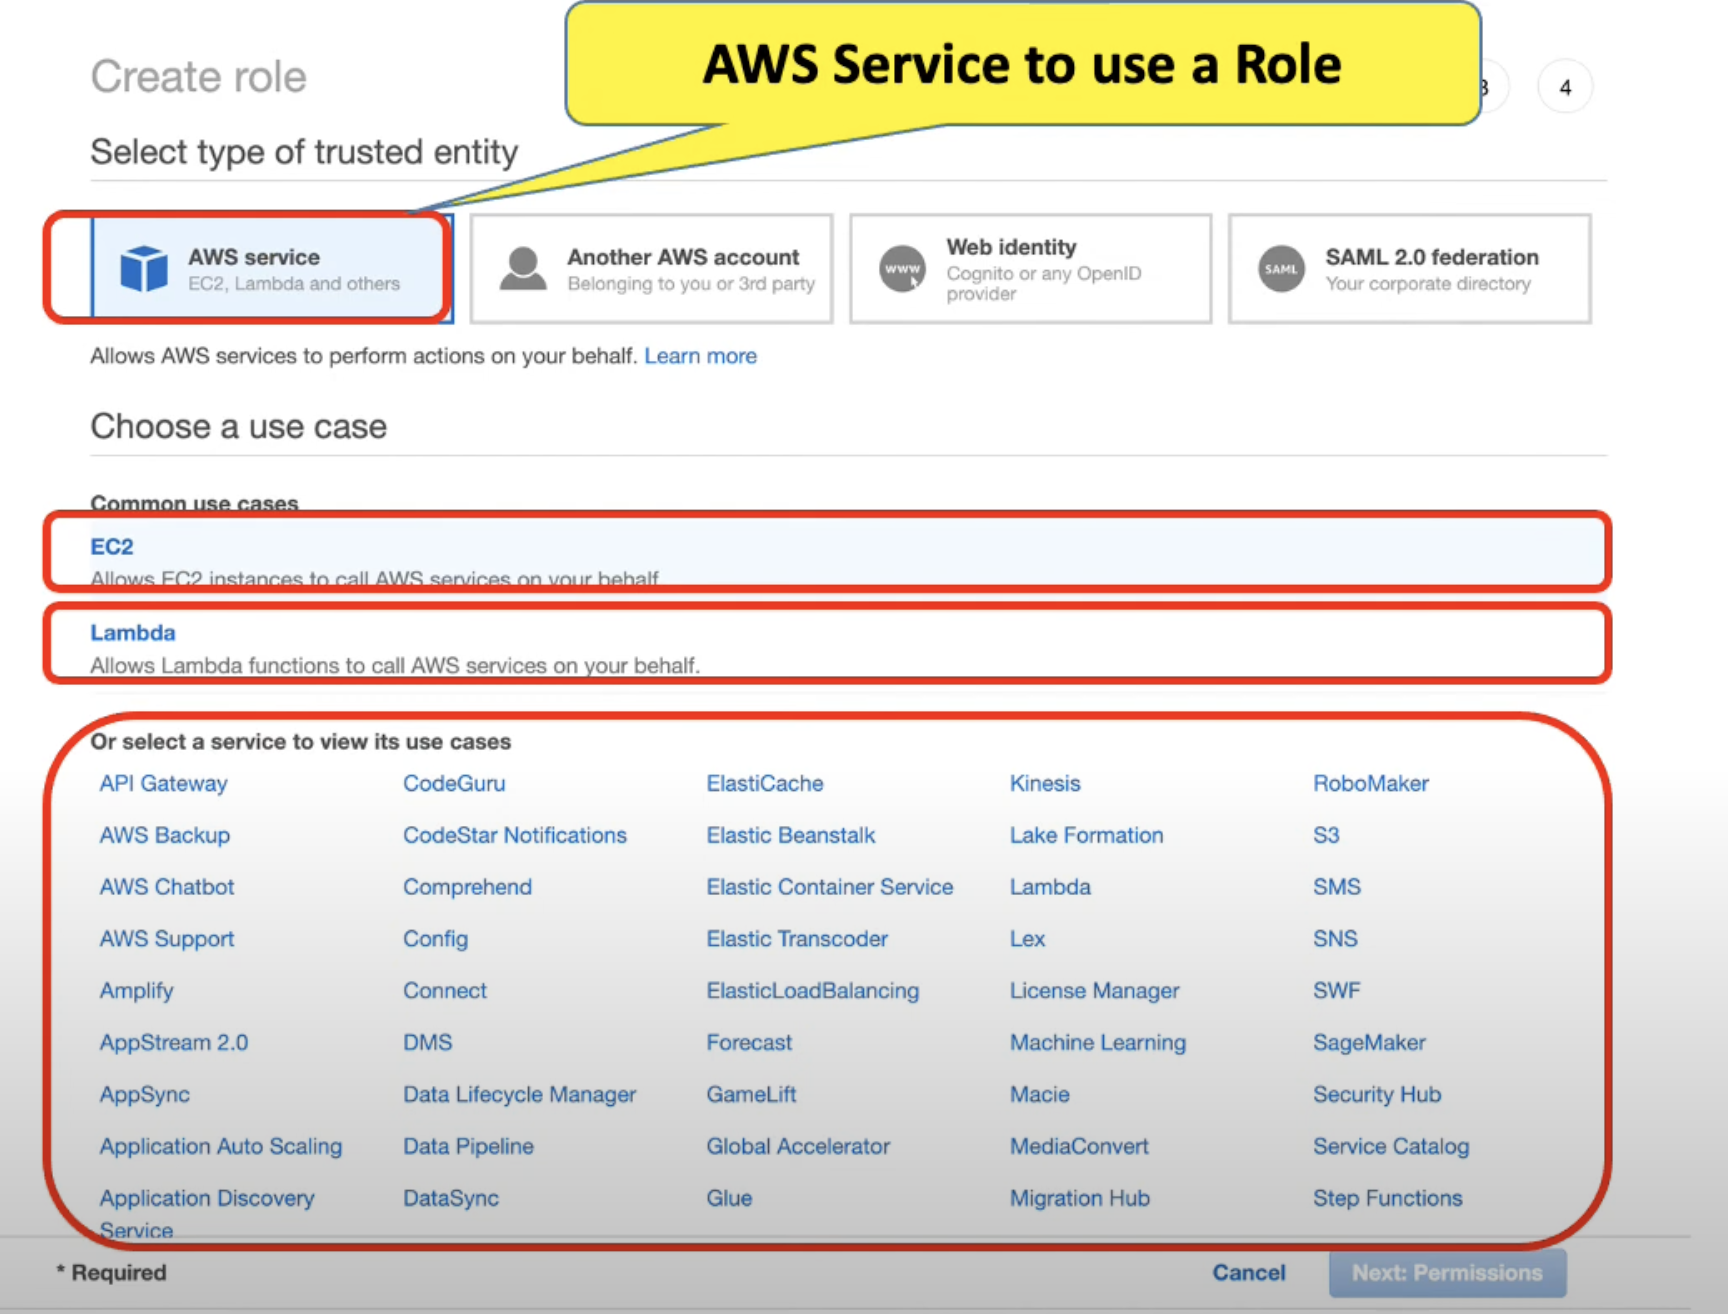 AWS Service to use a Role
Create role
3
4
Select type of trusted entity
AWS service
EC2, Lambda and others
Another AWS account
Belonging to you or 3rd party
www
Web identity
Cognito or any OpenID
provider
SAML
SAML 2.0 federation
Your corporate directory
Allows AWS services to perform actions on your behalf. Learn more
Choose a use case
Common use cases
EC2
Allows EC2 instances to call AWS services on your behalf
Lambda
Allows Lambda functions to call AWS services on your behalf.
Or select a service to view its use cases
API Gateway
CodeGuru
ElastiCache
Kinesis
RoboMaker
AWS Backup
CodeStar Notifications
Elastic Beanstalk
Lake Formation
S3
AWS Chatbot
Comprehend
Elastic Container Service
Lambda
SMS
AWS Support
Config
Elastic Transcoder
Lex
SNS
Amplify
Connect
ElasticLoadBalancing
License Manager
SWF
AppStream 2.0
DMS
Forecast
Machine Learning
SageMaker
AppSync
Data Lifecycle Manager
GameLift
Macie
Security Hub
Application Auto Scaling
Data Pipeline
Global Accelerator
MediaConvert
Service Catalog
Application Discovery
Service
DataSync
Glue
Migration Hub
Step Functions
* Required
Cancel
Next: Permissions